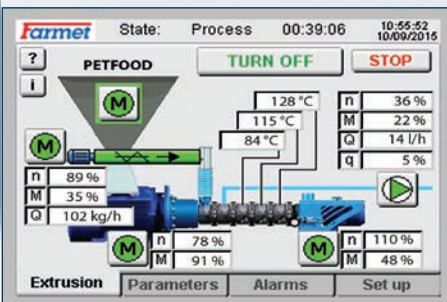 Farmet State: Process 00:39:06 10:55:52
10/09/2015
?
i
PETFOOD
TURN OFF
STOP
M
128 °C
115 °C
84 °C
n 36 %
M 22 %
Q 14 l/h
q 5 %
M
n 89 %
M 35 %
Q 102 kg/h
M
n 78 %
M 91 %
M
n 110 %
M 48 %
Extrusion Parameters Alarms Set up